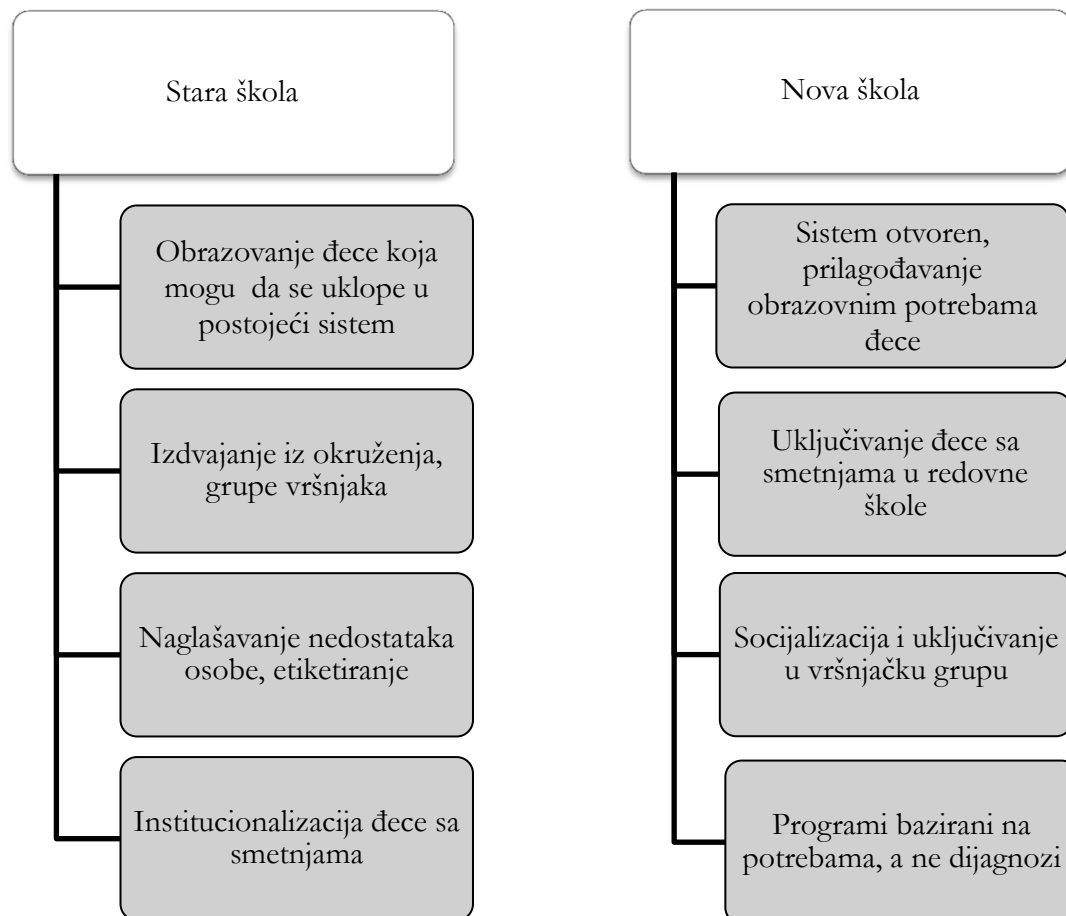 Stara škola
Obrazovanje đece koja
mogu da se uklope u
postojeći sistem
Izdvajanje iz okruženja,
grupe vršnjaka
Naglašavanje nedostataka
osobe, etiketiranje
Institucionalizacija đece sa
smetnjama
Nova škola
Sistem otvoren,
prilagođavanje
obrazovnim potrebama
đece
Uključivanje đece sa
smetnjama u redovne
škole
Socijalizacija i uključivanje
u vršnjačku grupu
Programi bazirani na
potrebama, a ne dijagnozi